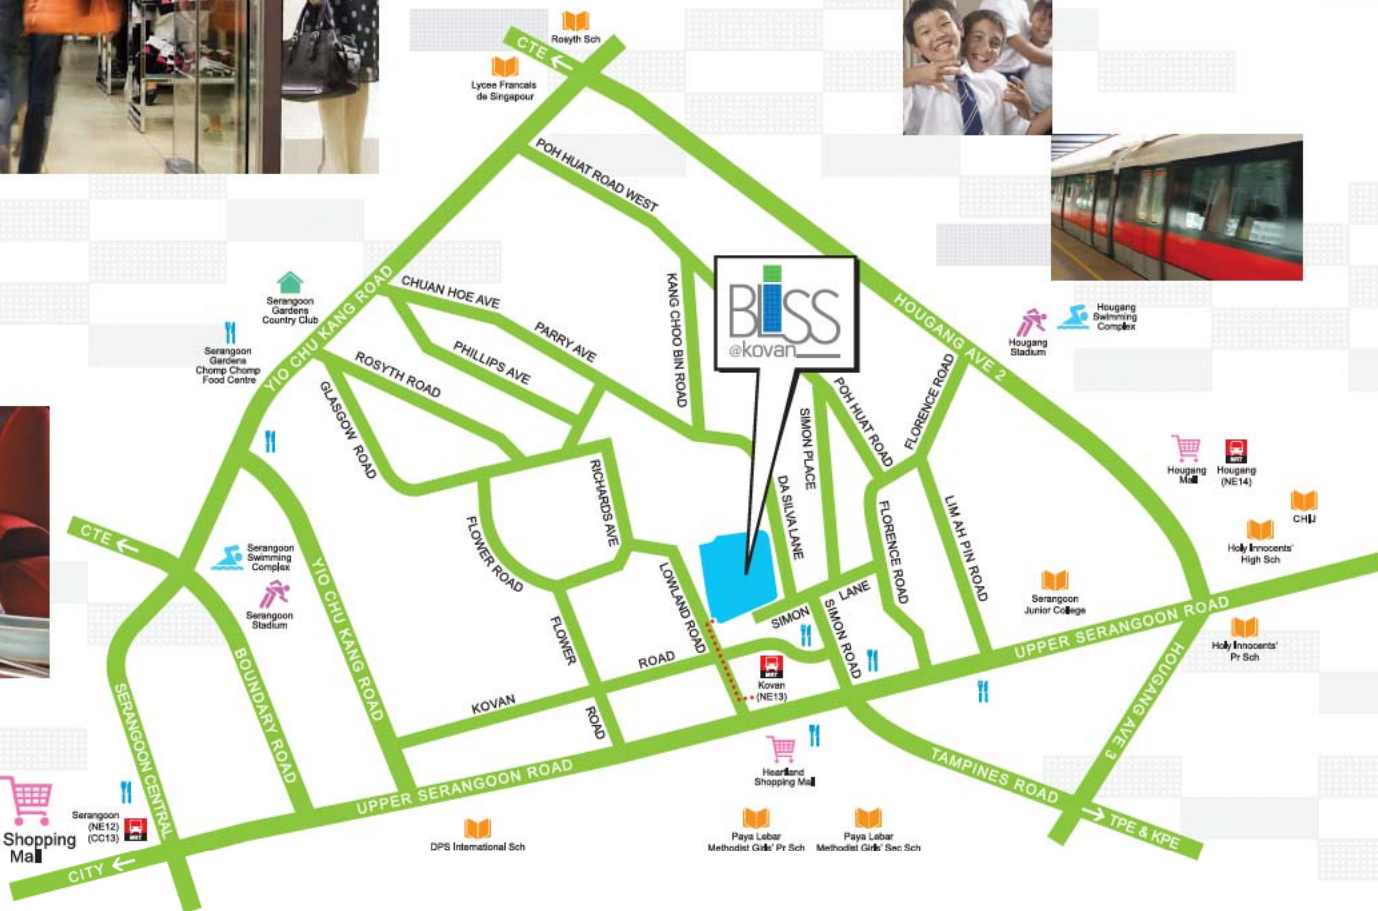 Rosyth Sch
CTE ←
Lycee Francais
de Singapour
POH HUAT ROAD WEST
YIO CHU KANG ROAD
Serangoon
Gardens
Country Club
CHUAN HOE AVE
KANG CHOO BIN ROAD
BLiSS
@kovan
HOUGANG AVE 2
Hougang
Swimming
Complex
Hougang
Stadium
Serangoon
Gardens
Chomp Chomp
Food Centre
PARRY AVE
PHILLIPS AVE
ROSYTH ROAD
GLASGOW ROAD
POH HUAT ROAD
FLORENCE ROAD
SIMON PLACE
Hougang
Mall
MRT
Hougang
(NE14)
RICHARDS AVE
DA SILVA LANE
LIM AH PIN ROAD
CHIJ
CTE ←
FLOWER ROAD
FLORENCE ROAD
Holy Innocents'
High Sch
Serangoon
Swimming
Complex
YIO CHU KANG ROAD
LOWLAND ROAD
SIMON LANE
SIMON ROAD
Serangoon
Junior College
Serangoon
Stadium
FLOWER ROAD
UPPER SERANGOON ROAD
Holy Innocents'
Pr Sch
BOUNDARY ROAD
KOVAN ROAD
MRT
Kovan
(NE13)
HOUGANG AVE 3
SERANGOON CENTRAL
UPPER SERANGOON ROAD
Heartland
Shopping Mall
TAMPINES ROAD
Shopping
Mall
Serangoon
(NE12)
(CC13)
MRT
→ TPE & KPE
CITY ←
DPS International Sch
Paya Lebar
Methodist Girls' Pr Sch
Paya Lebar
Methodist Girls' Sec Sch